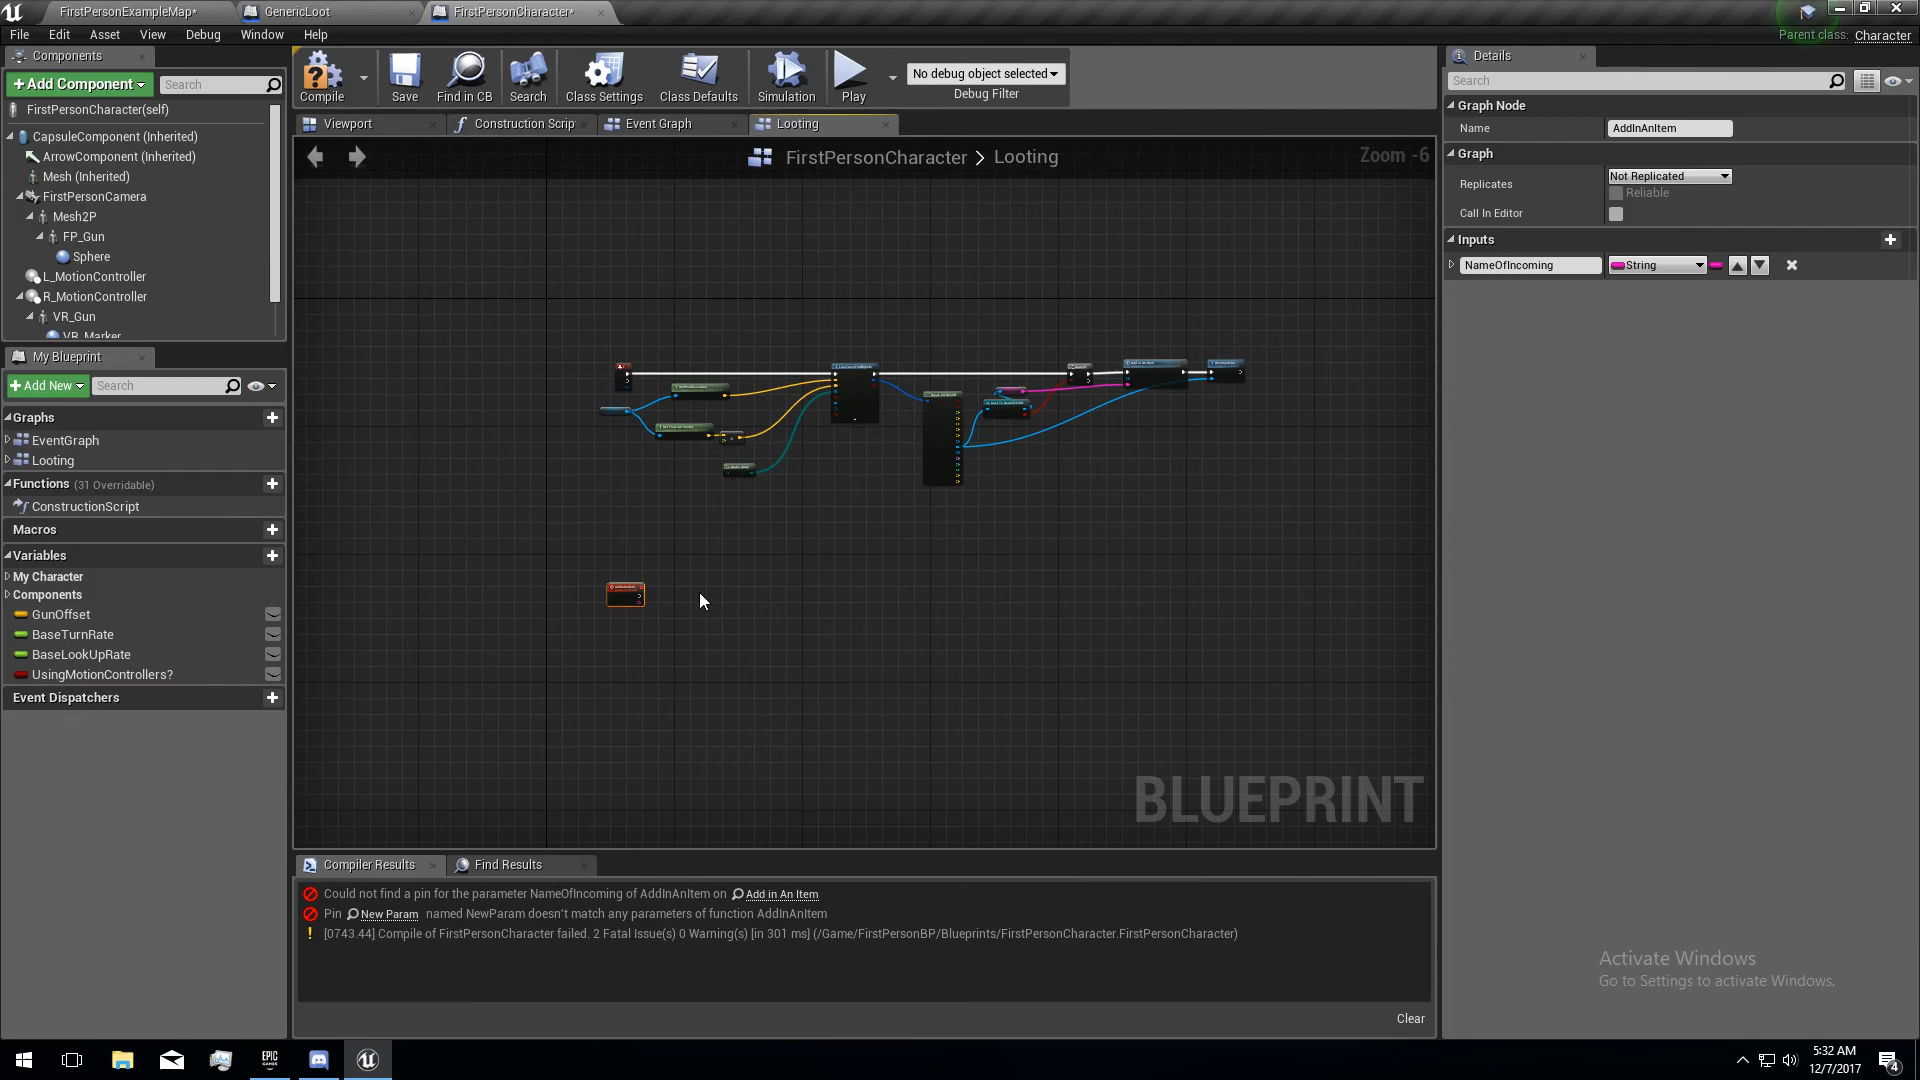 FirstPersonExampleMap*
GenericLoot
FirstPersonCharacter*
File Edit Asset View Debug Window Help
Parent class: Character
Components
+Add Component
Search
FirstPersonCharacter(self)
CapsuleComponent (Inherited)
ArrowComponent (Inherited)
Mesh (Inherited)
FirstPersonCamera
Mesh2P
FP_Gun
Sphere
L_MotionController
R_MotionController
VR_Gun
VR_Marker
My Blueprint
+Add New
Search
Graphs
EventGraph
Looting
Functions (31 Overridable)
ConstructionScript
Macros
Variables
My Character
Components
GunOffset
BaseTurnRate
BaseLookUpRate
UsingMotionControllers?
Event Dispatchers
Compile
Save
Find in CB
Search
Class Settings
Class Defaults
Simulation
Play
No debug object selected
Debug Filter
Viewport
Construction Scrip
Event Graph
Looting
FirstPersonCharacter > Looting
Zoom -6
BLUEPRINT
Compiler Results
Find Results
Could not find a pin for the parameter NameOfIncoming of AddInAnItem on Add in An Item
Pin New Param named NewParam doesn't match any parameters of function AddInAnItem
[0743.44] Compile of FirstPersonCharacter failed. 2 Fatal Issue(s) 0 Warning(s) [in 301 ms] (/Game/FirstPersonBP/Blueprints/FirstPersonCharacter.FirstPersonCharacter)
Clear
Details
Search
Graph Node
Name AddInAnItem
Graph
Replicates Not Replicated
Reliable
Call In Editor
Inputs
NameOfIncoming String
Activate Windows
Go to Settings to activate Windows.
EPIC GAMES
5:32 AM
12/7/2017
4